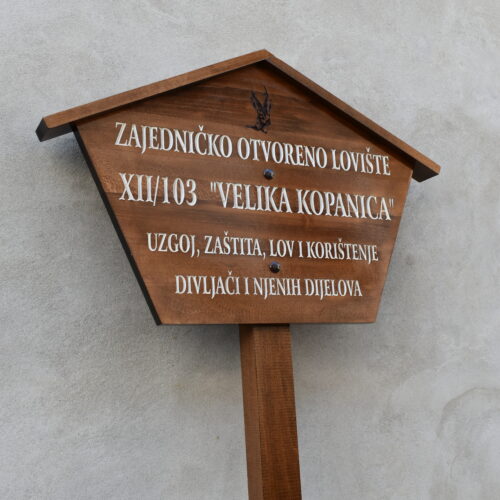 ZAJEDNIČKO OTVORENO LOVIŠTE
XII/103 "VELIKA KOPANICA"
UZGOJ, ZAŠTITA, LOV I KORIŠTENJE
DIVLJAČI I NJENIH DIJELOVA